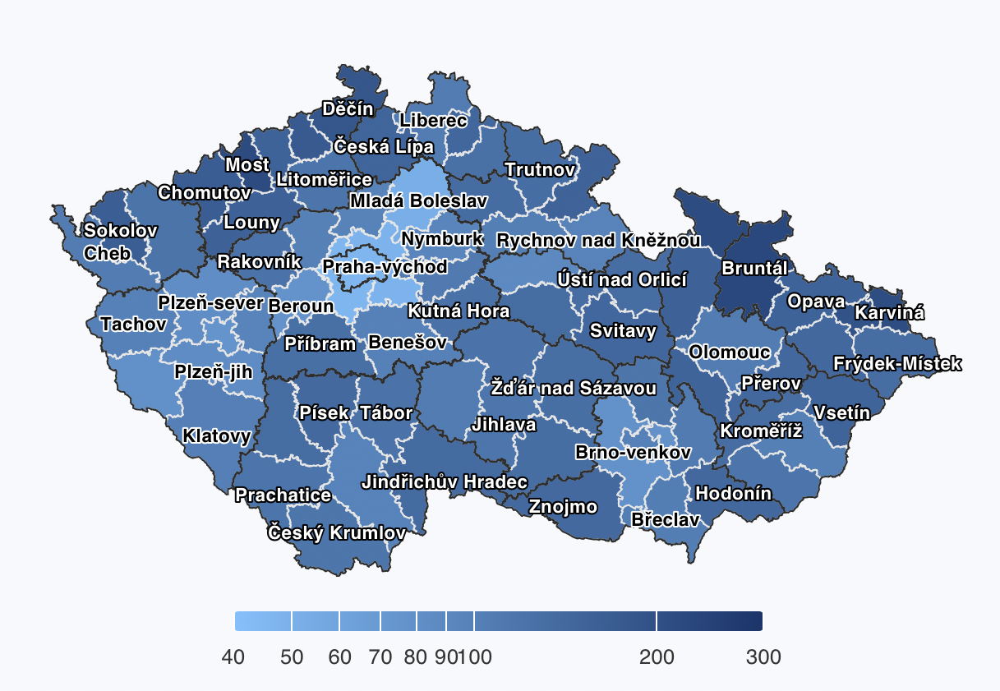 Děčín
Liberec
Česká Lípa
Most
Trutnov
Litoměřice
Chomutov
Mladá Boleslav
Louny
Sokolov
Nymburk
Rychnov nad Kněžnou
Cheb
Rakovník
Praha-východ
Bruntál
Ústí nad Orlicí
Plzeň-sever
Beroun
Opava
Kutná Hora
Karviná
Tachov
Svitavy
Příbram
Benešov
Olomouc
Frýdek-Místek
Plzeň-jih
Přerov
Žďár nad Sázavou
Písek
Tábor
Vsetín
Jihlava
Kroměříž
Klatovy
Brno-venkov
Jindřichův Hradec
Prachatice
Hodonín
Znojmo
Břeclav
Český Krumlov
40 50 60 70 80 90 100 200 300